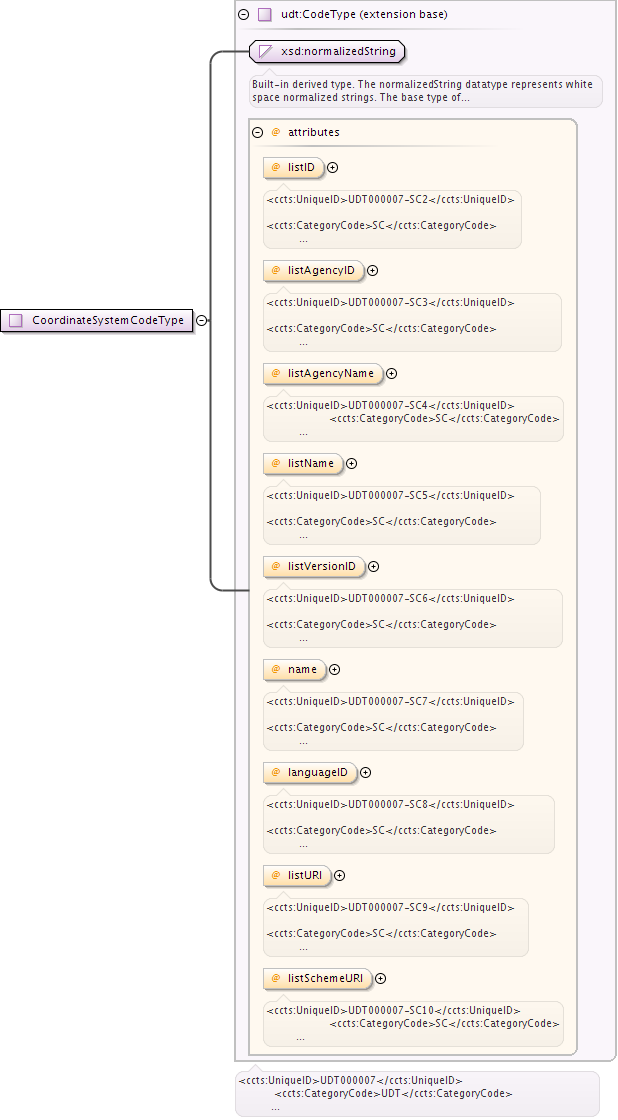 udt:CodeType (extension base)
xsd:normalizedString
Built-in derived type. The normalizedString datatype represents white
space normalized strings. The base type of...
@ attributes
@ listID
<ccts:UniqueID>UDT000007-SC2</ccts:UniqueID>
<ccts:CategoryCode>SC</ccts:CategoryCode>
...
@ listAgencyID
<ccts:UniqueID>UDT000007-SC3</ccts:UniqueID>
<ccts:CategoryCode>SC</ccts:CategoryCode>
...
CoordinateSystemCodeType
@ listAgencyName
<ccts:UniqueID>UDT000007-SC4</ccts:UniqueID>
<ccts:CategoryCode>SC</ccts:CategoryCode>
...
@ listName
<ccts:UniqueID>UDT000007-SC5</ccts:UniqueID>
<ccts:CategoryCode>SC</ccts:CategoryCode>
...
@ listVersionID
<ccts:UniqueID>UDT000007-SC6</ccts:UniqueID>
<ccts:CategoryCode>SC</ccts:CategoryCode>
...
@ name
<ccts:UniqueID>UDT000007-SC7</ccts:UniqueID>
<ccts:CategoryCode>SC</ccts:CategoryCode>
...
@ languageID
<ccts:UniqueID>UDT000007-SC8</ccts:UniqueID>
<ccts:CategoryCode>SC</ccts:CategoryCode>
...
@ listURI
<ccts:UniqueID>UDT000007-SC9</ccts:UniqueID>
<ccts:CategoryCode>SC</ccts:CategoryCode>
...
@ listSchemeURI
<ccts:UniqueID>UDT000007-SC10</ccts:UniqueID>
<ccts:CategoryCode>SC</ccts:CategoryCode>
...
<ccts:UniqueID>UDT000007</ccts:UniqueID>
<ccts:CategoryCode>UDT</ccts:CategoryCode>
...